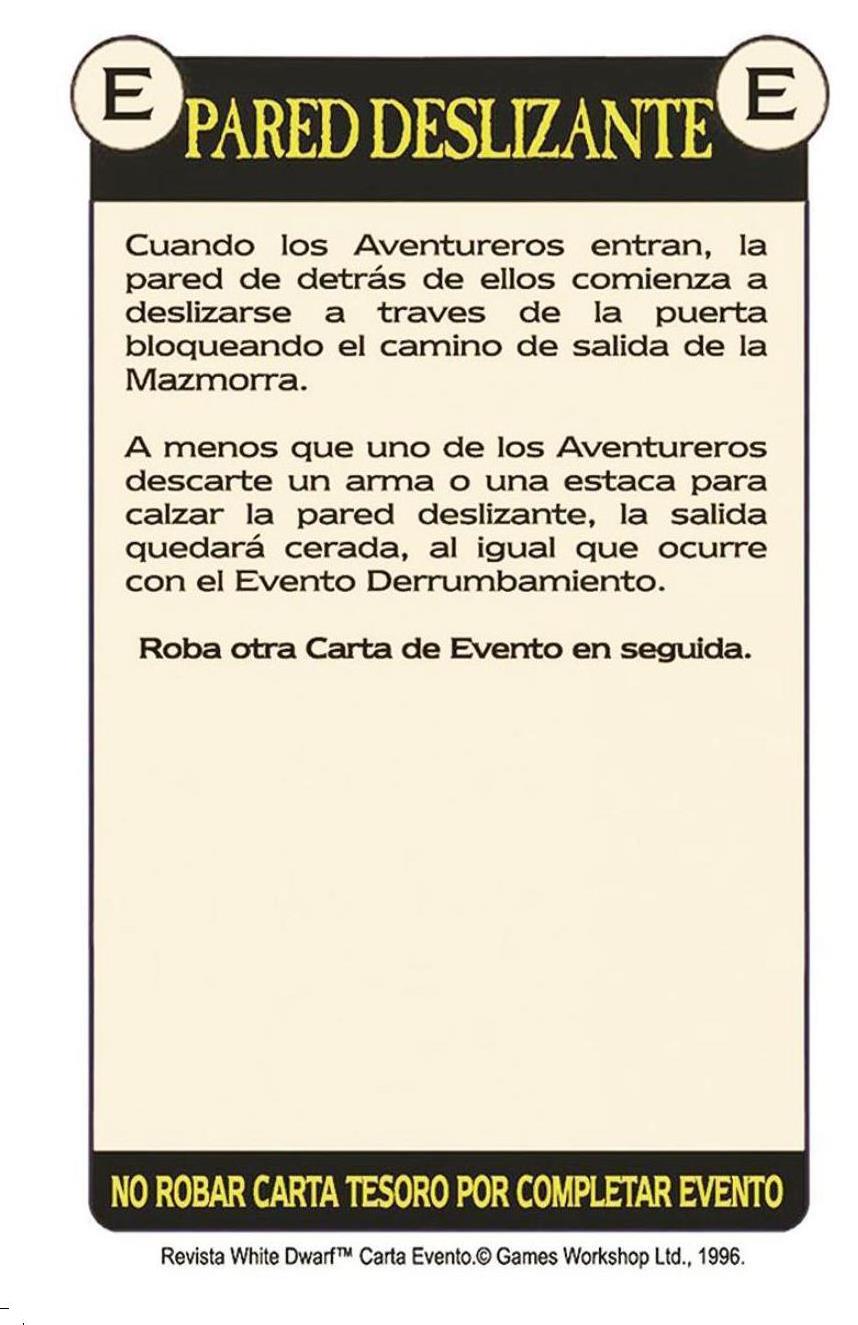 E PARED DESLIZANTE E
Cuando los Aventureros entran, la
pared de detrás de ellos comienza a
deslizarse a traves de la puerta
bloqueando el camino de salida de la
Mazmorra.
A menos que uno de los Aventureros
descarte un arma o una estaca para
calzar la pared deslizante, la salida
quedará cerada, al igual que ocurre
con el Evento Derrumbamiento.
Roba otra Carta de Evento en seguida.
NO ROBAR CARTA TESORO POR COMPLETAR EVENTO
Revista White Dwarf™ Carta Evento.© Games Workshop Ltd., 1996.